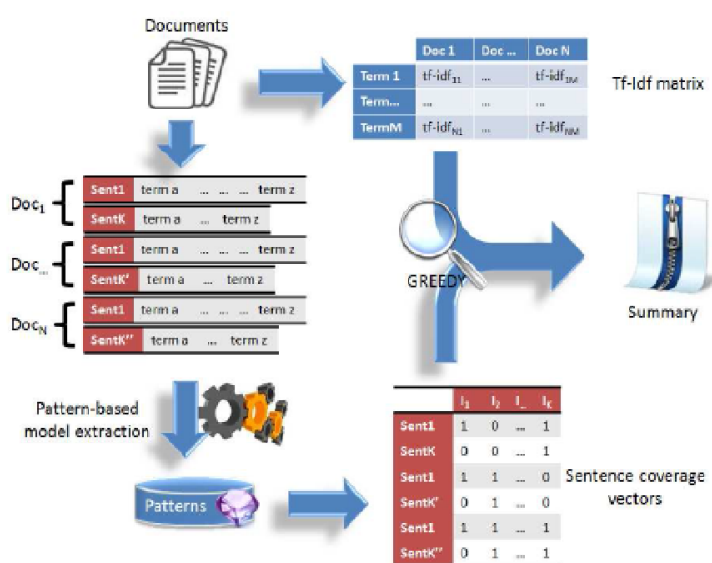 Documents
Doc 1 Doc ... Doc N
Term 1 tf-idf11 ... tf-idf1M
Term... ... ... ...
TermM tf-idfN1 ... tf-idfNM
Tf-Idf matrix
Doc1
Sent1 term a ... ... ... term z
SentK term a ... term z
Doc...
Sent1 term a ... ... ... term z
SentK' term a ... term z
DocN
Sent1 term a ... ... ... term z
SentK'' term a ... term z
GREEDY
Summary
Pattern-based
model extraction
Patterns
I1 I2 I... IK
Sent1 1 0 ... 1
SentK 0 0 ... 1
Sent1 1 1 ... 0
SentK' 0 1 ... 0
Sent1 1 1 ... 1
SentK'' 0 1 ... 1
Sentence coverage
vectors